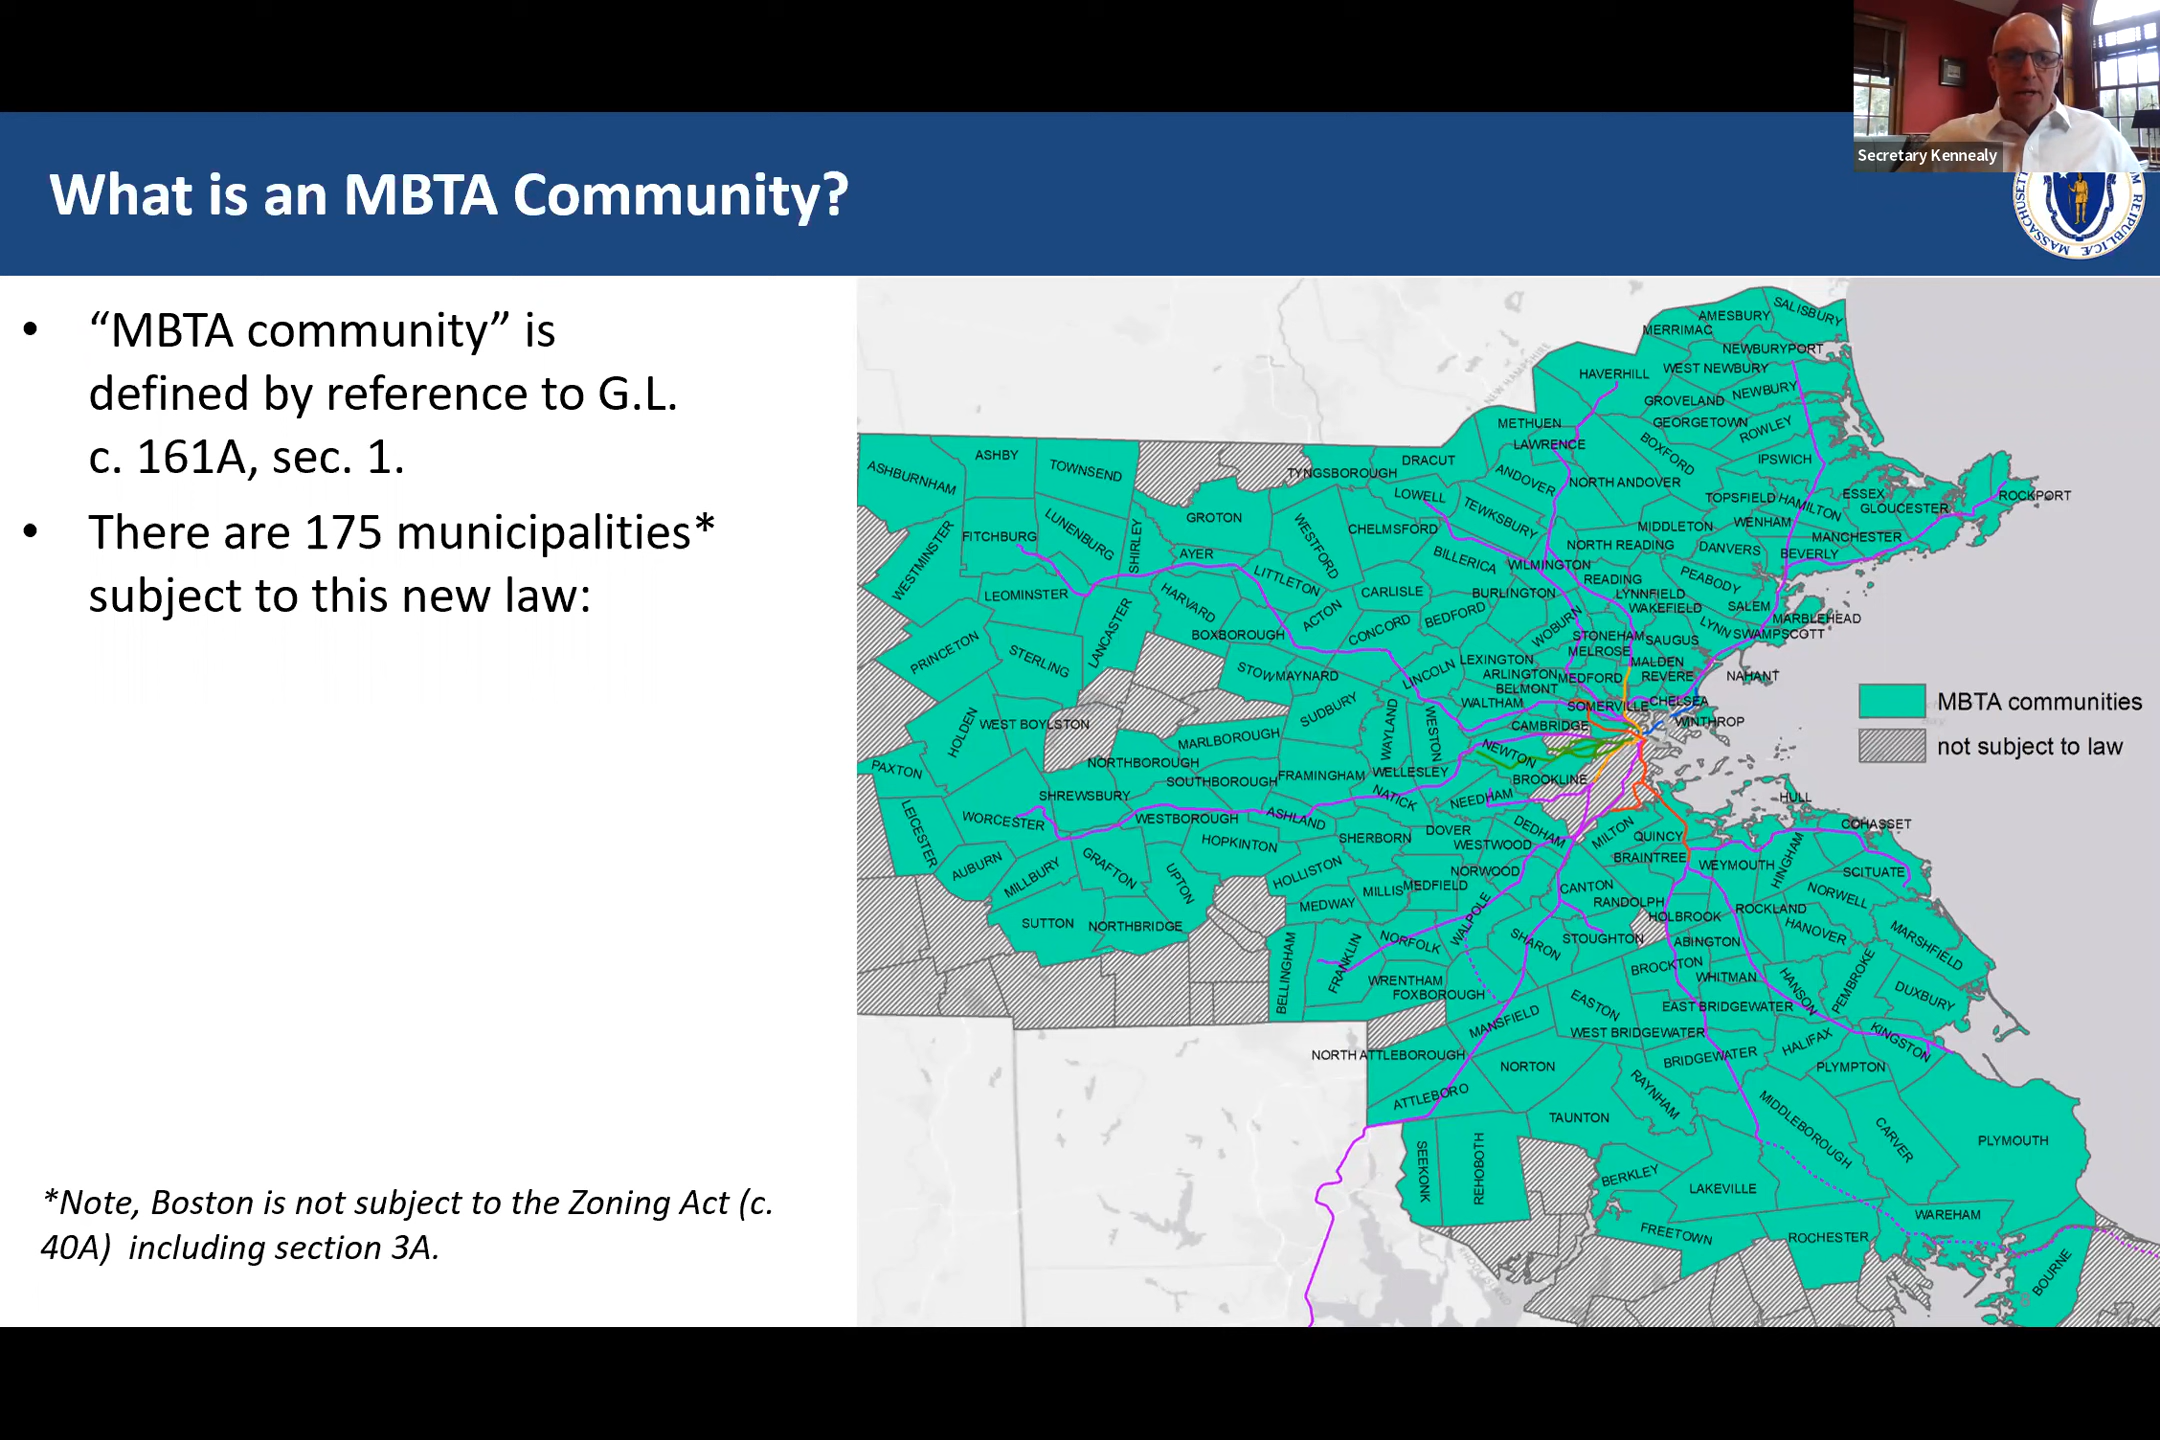 Secretary Kennealy
What is an MBTA Community?
MASSACHUSETT
M REIPUBLICÆ
• “MBTA community” is
defined by reference to G.L.
c. 161A, sec. 1.
• There are 175 municipalities*
subject to this new law:
*Note, Boston is not subject to the Zoning Act (c.
40A) including section 3A.
SALISBURY
AMESBURY
MERRIMAC
NEWBURYPORT
WEST NEWBURY
HAVERHILL
NEW HAMPSHIRE
NEWBURY
GROVELAND
GEORGETOWN
METHUEN
ROWLEY
LAWRENCE
BOXFORD
IPSWICH
ASHBY
TOWNSEND
ASHBURNHAM
TYNGSBOROUGH
DRACUT
ANDOVER
NORTH ANDOVER
TOPSFIELD
HAMILTON
ESSEX
ROCKPORT
GLOUCESTER
LOWELL
TEWKSBURY
GROTON
WESTFORD
CHELMSFORD
MIDDLETON
WENHAM
MANCHESTER
FITCHBURG
LUNENBURG
SHIRLEY
WESTMINSTER
AYER
BILLERICA
WILMINGTON
NORTH READING
DANVERS
BEVERLY
LITTLETON
CARLISLE
BURLINGTON
READING
LYNNFIELD
PEABODY
LEOMINSTER
LANCASTER
HARVARD
ACTON
BEDFORD
WOBURN
WAKEFIELD
SALEM
MARBLEHEAD
BOXBOROUGH
CONCORD
STONEHAM
SAUGUS
LYNN
SWAMPSCOTT
PRINCETON
STERLING
STOW
MAYNARD
LINCOLN
LEXINGTON
MELROSE
MALDEN
ARLINGTON
MEDFORD
REVERE
NAHANT
BELMONT
SUDBURY
WALTHAM
SOMERVILLE
CHELSEA
WINTHROP
MBTA communities
not subject to law
HOLDEN
WEST BOYLSTON
MARLBOROUGH
WAYLAND
WESTON
CAMBRIDGE
NEWTON
PAXTON
NORTHBOROUGH
SOUTHBOROUGH
FRAMINGHAM
WELLESLEY
BROOKLINE
SHREWSBURY
NATICK
NEEDHAM
HULL
LEICESTER
WORCESTER
WESTBOROUGH
ASHLAND
SHERBORN
DOVER
DEDHAM
MILTON
QUINCY
COHASSET
HOPKINTON
WESTWOOD
BRAINTREE
WEYMOUTH
HINGHAM
SCITUATE
AUBURN
MILLBURY
GRAFTON
UPTON
HOLLISTON
MEDWAY
MILLIS
MEDFIELD
NORWOOD
CANTON
RANDOLPH
HOLBROOK
ROCKLAND
NORWELL
SUTTON
NORTHBRIDGE
WALPOLE
NORFOLK
SHARON
STOUGHTON
ABINGTON
HANOVER
MARSHFIELD
BELLINGHAM
FRANKLIN
WRENTHAM
FOXBOROUGH
BROCKTON
WHITMAN
HANSON
PEMBROKE
DUXBURY
EASTON
EAST BRIDGEWATER
MANSFIELD
WEST BRIDGEWATER
NORTH ATTLEBOROUGH
NORTON
BRIDGEWATER
HALIFAX
KINGSTON
PLYMPTON
ATTLEBORO
RAYNHAM
TAUNTON
MIDDLEBOROUGH
CARVER
PLYMOUTH
SEEKONK
REHOBOTH
BERKLEY
LAKEVILLE
FREETOWN
ROCHESTER
WAREHAM
BOURNE
RHODE ISLAND
8